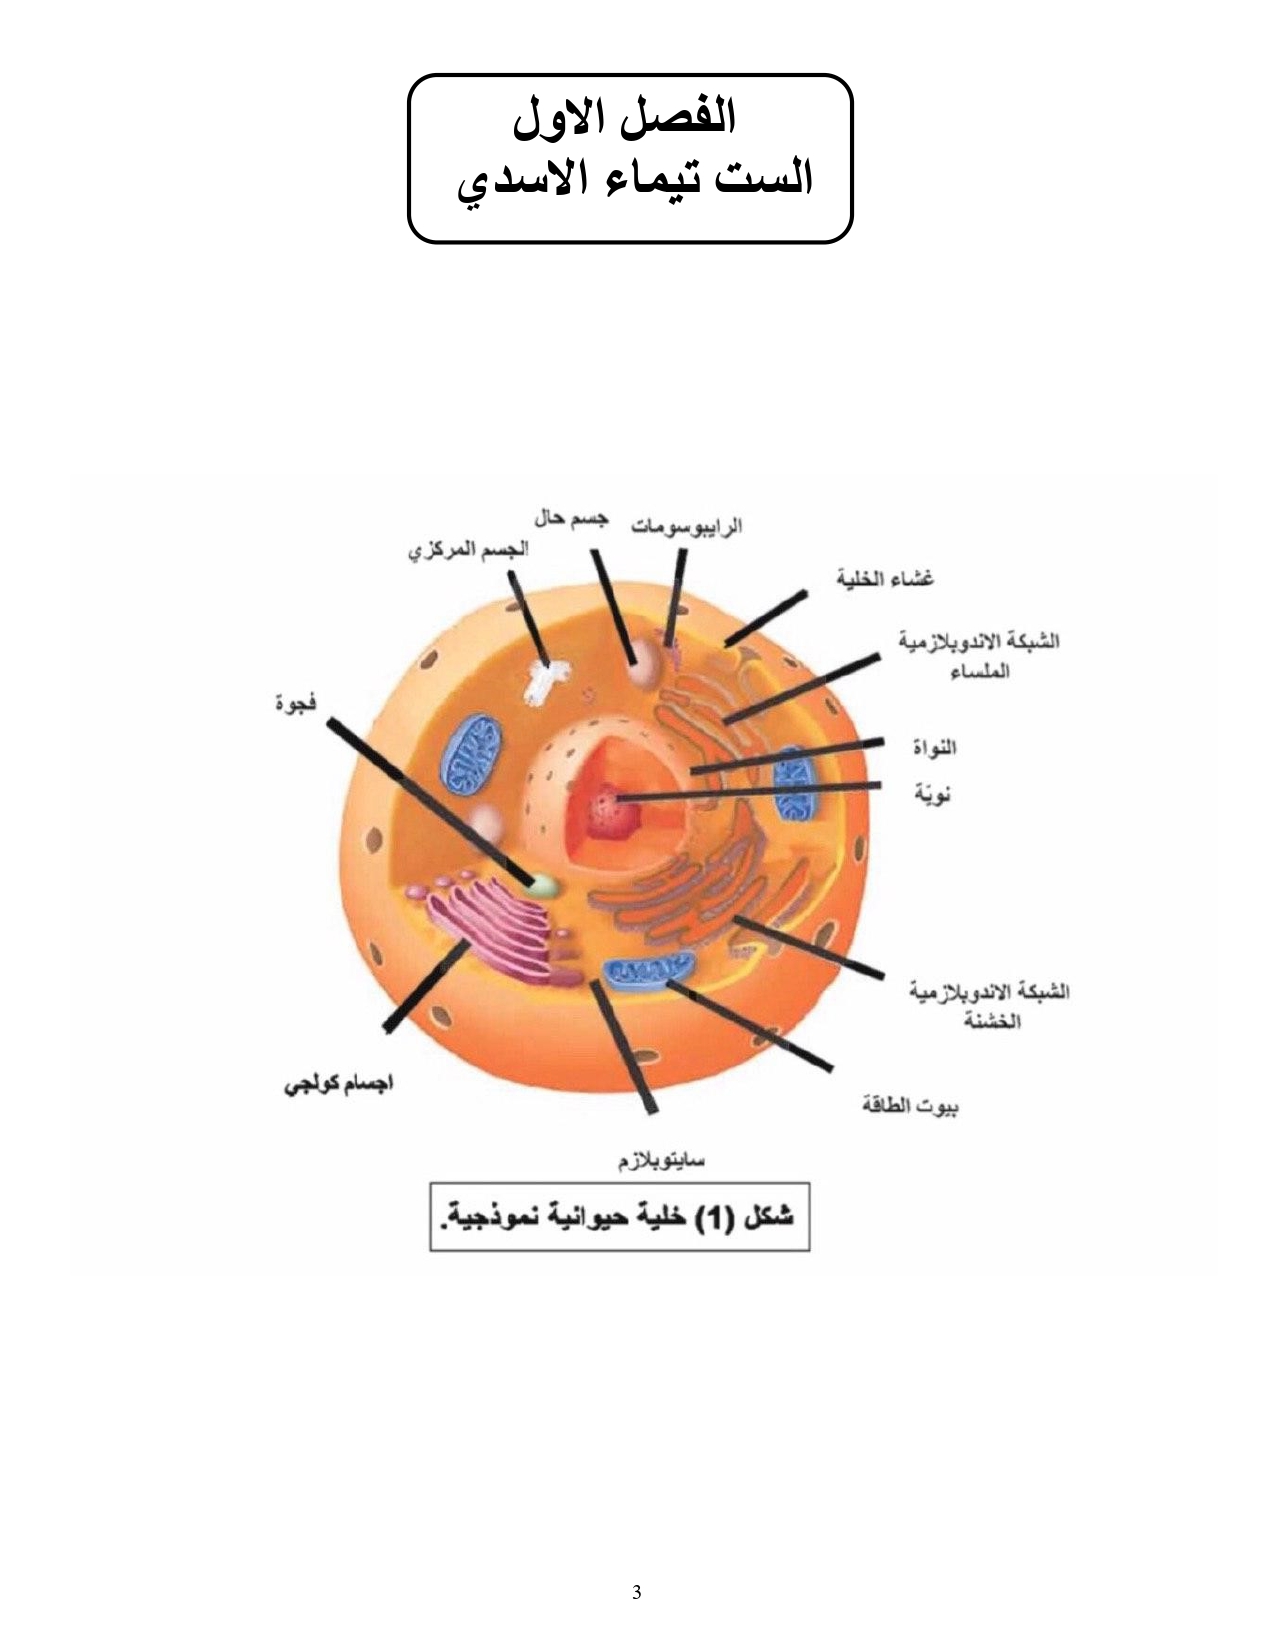 الفصل الاول
الست تيماء الاسدي
الرايبوسومات
جسم حال
الجسم المركزي
غشاء الخلية
الشبكة الاندوبلازمية
الملساء
فجوة
النواة
نويّة
الشبكة الاندوبلازمية
الخشنة
اجسام كولجي
بيوت الطاقة
سايتوبلازم
شكل (1) خلية حيوانية نموذجية.
3